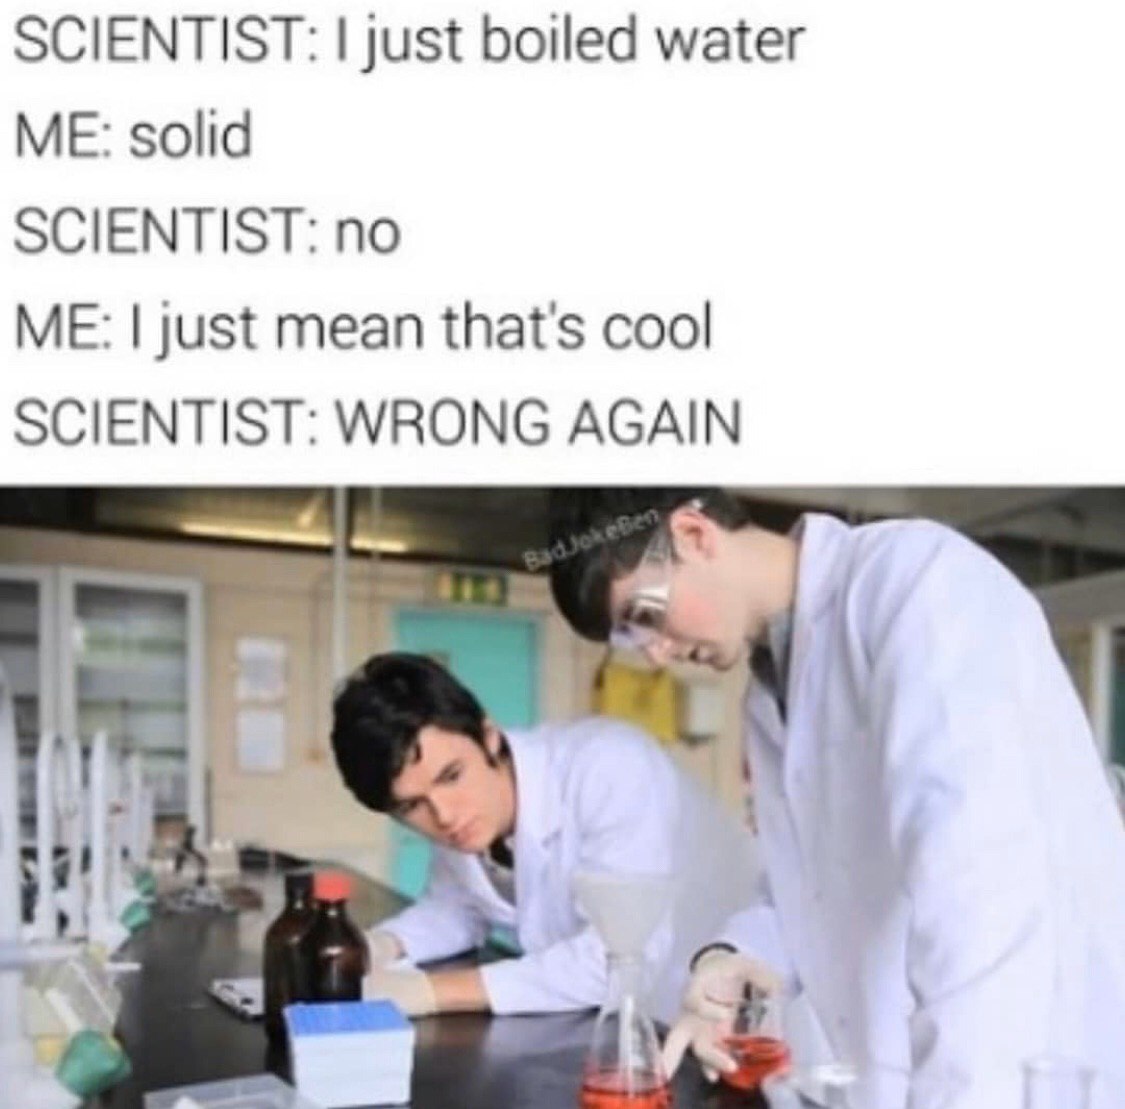 SCIENTIST: I just boiled water
ME: solid
SCIENTIST: no
ME: I just mean that's cool
SCIENTIST: WRONG AGAIN
BadJokeBen